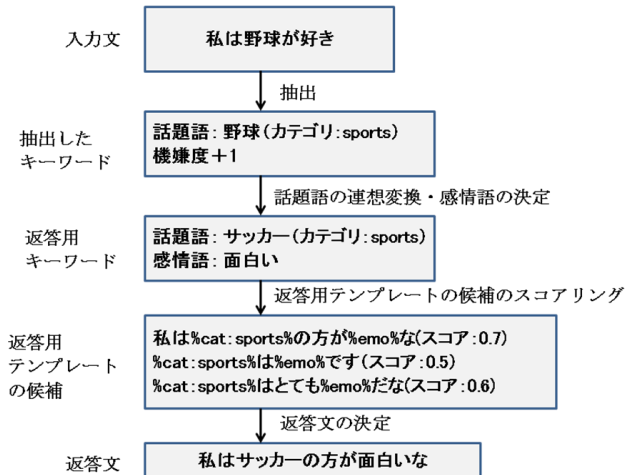 入力文
私は野球が好き
抽出
抽出した
キーワード
話題語：野球（カテゴリ：sports）
機嫌度＋1
話題語の連想変換・感情語の決定
返答用
キーワード
話題語：サッカー（カテゴリ：sports）
感情語：面白い
返答用テンプレートの候補のスコアリング
返答用
テンプレート
の候補
私は%cat:sports%の方が%emo%な(スコア：0.7)
%cat:sports%は%emo%です（スコア：0.5）
%cat:sports%はとても%emo%だな(スコア：0.6)
返答文の決定
返答文
私はサッカーの方が面白いな